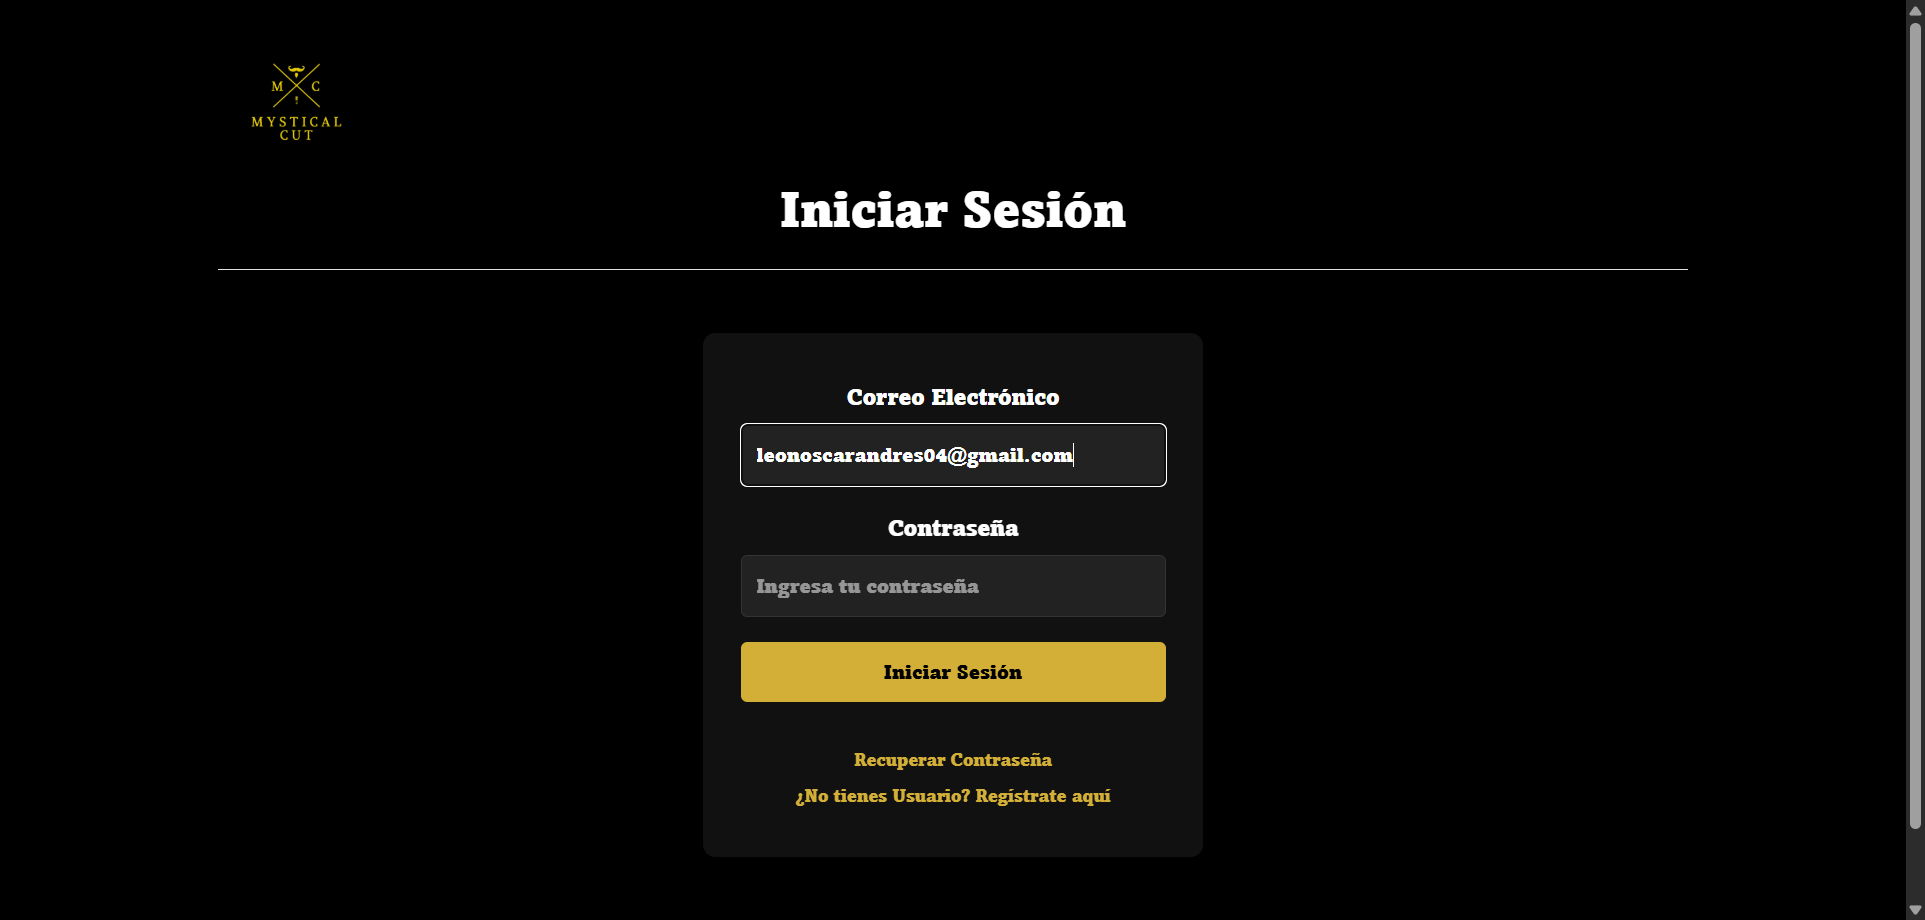 M C
MYSTICAL
CUT
Iniciar Sesión
Correo Electrónico
leonoscarandres04@gmail.com
Contraseña
Ingresa tu contraseña
Iniciar Sesión
Recuperar Contraseña
¿No tienes Usuario? Regístrate aquí